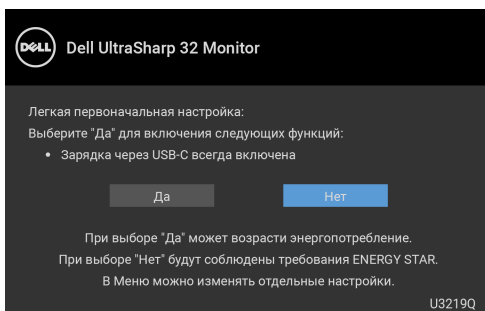 DELL Dell UltraSharp 32 Monitor
Легкая первоначальная настройка:
Выберите "Да" для включения следующих функций:
• Зарядка через USB-C всегда включена
Да Нет
При выборе "Да" может возрасти энергопотребление.
При выборе "Нет" будут соблюдены требования ENERGY STAR.
В Меню можно изменять отдельные настройки.
U3219Q